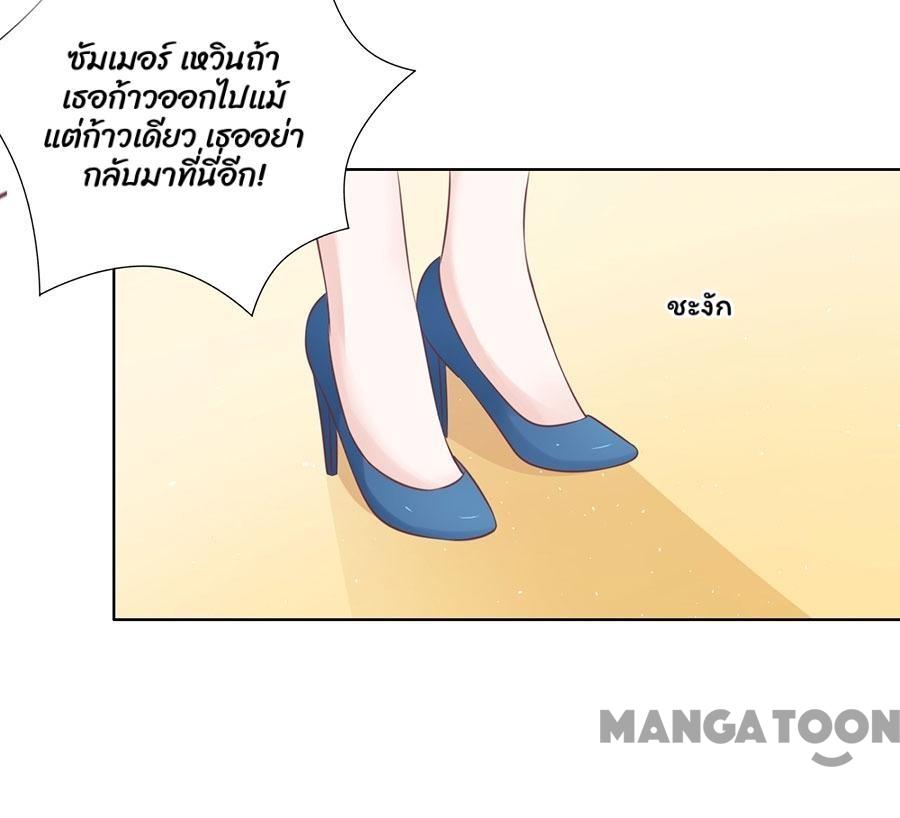 ซัมเมอร์ เหวินถ้า
เธอก้าวออกไปแม้
แต่ก้าวเดียว เธออย่า
กลับมาที่นี่อีก!
ชะงัก
MANGATOON